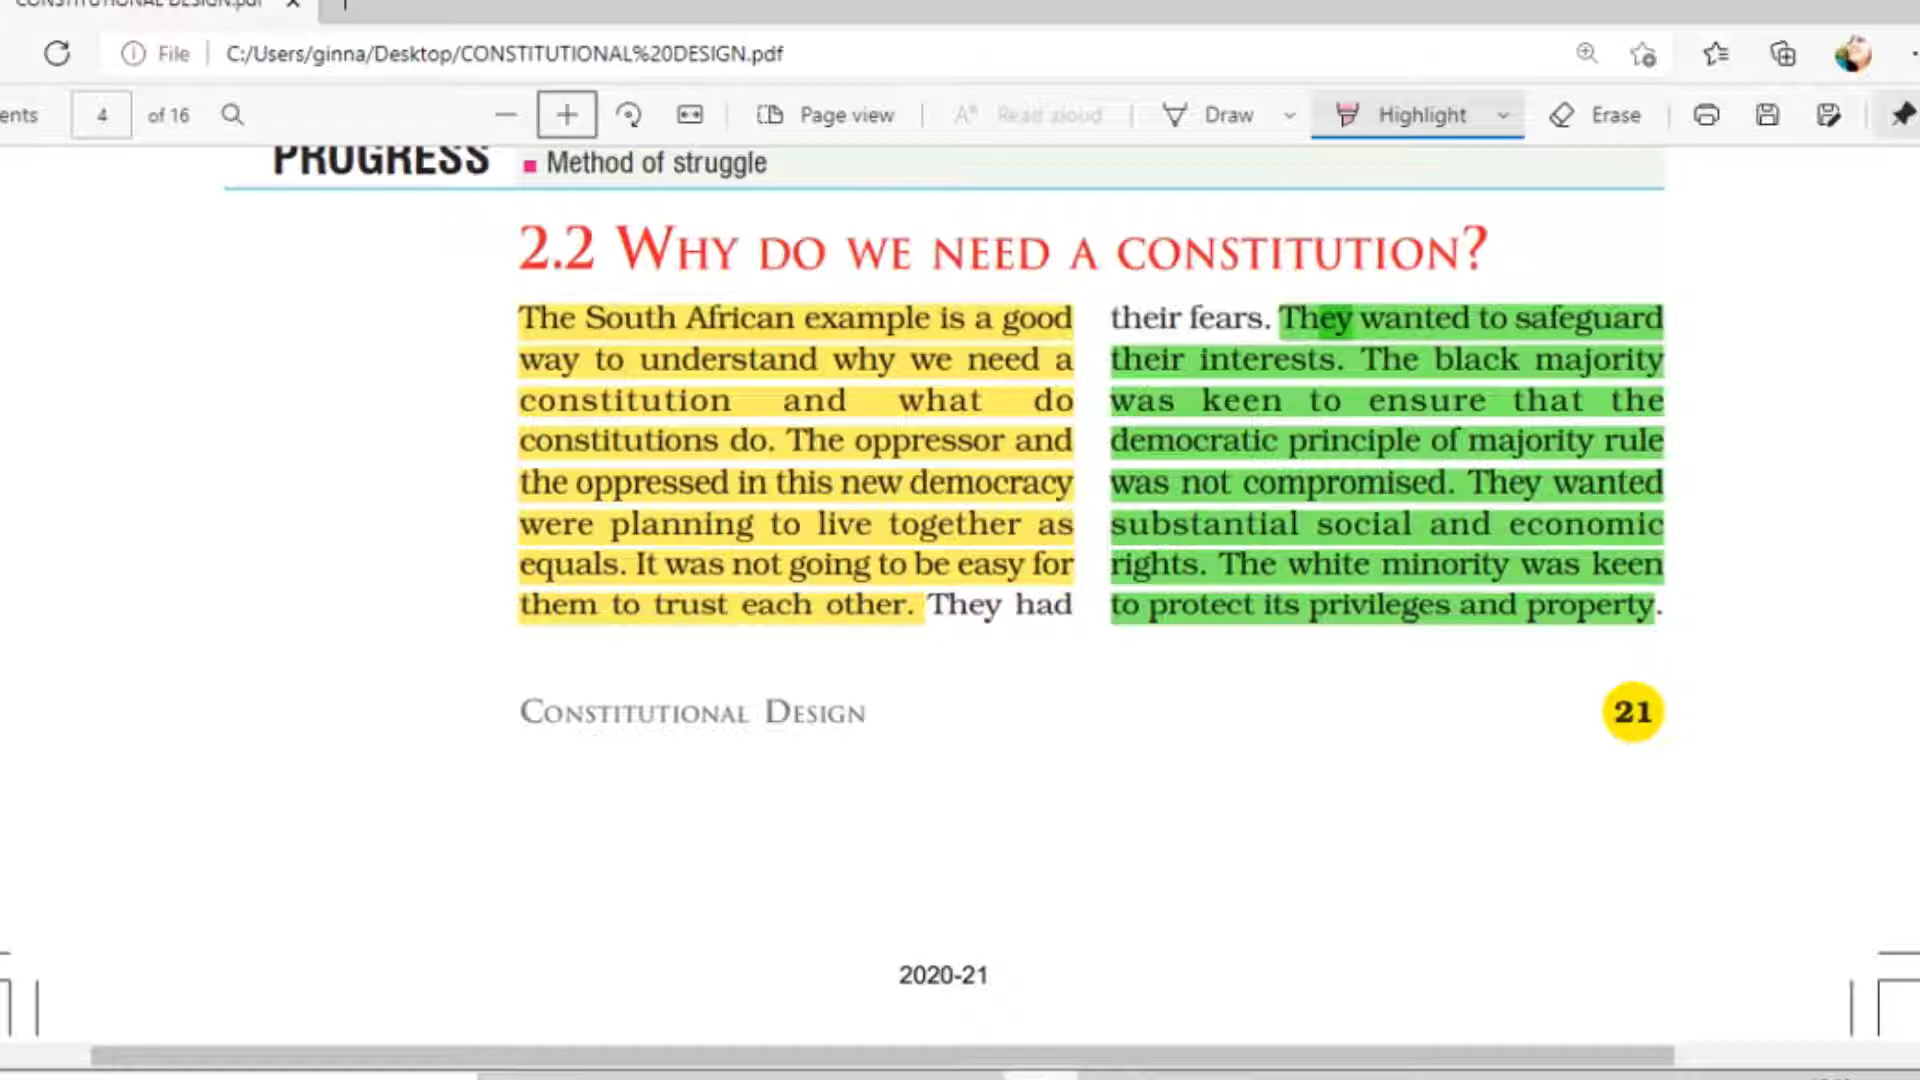 CONSTITUTIONAL DESIGN.pdf
File
C:/Users/ginna/Desktop/CONSTITUTIONAL%20DESIGN.pdf
4 of 16
Page view
Read aloud
Draw
Highlight
Erase
PROGRESS
Method of struggle
2.2 WHY DO WE NEED A CONSTITUTION?
The South African example is a good
way to understand why we need a
constitution and what do
constitutions do. The oppressor and
the oppressed in this new democracy
were planning to live together as
equals. It was not going to be easy for
them to trust each other. They had
their fears. They wanted to safeguard
their interests. The black majority
was keen to ensure that the
democratic principle of majority rule
was not compromised. They wanted
substantial social and economic
rights. The white minority was keen
to protect its privileges and property.
CONSTITUTIONAL DESIGN
21
2020-21